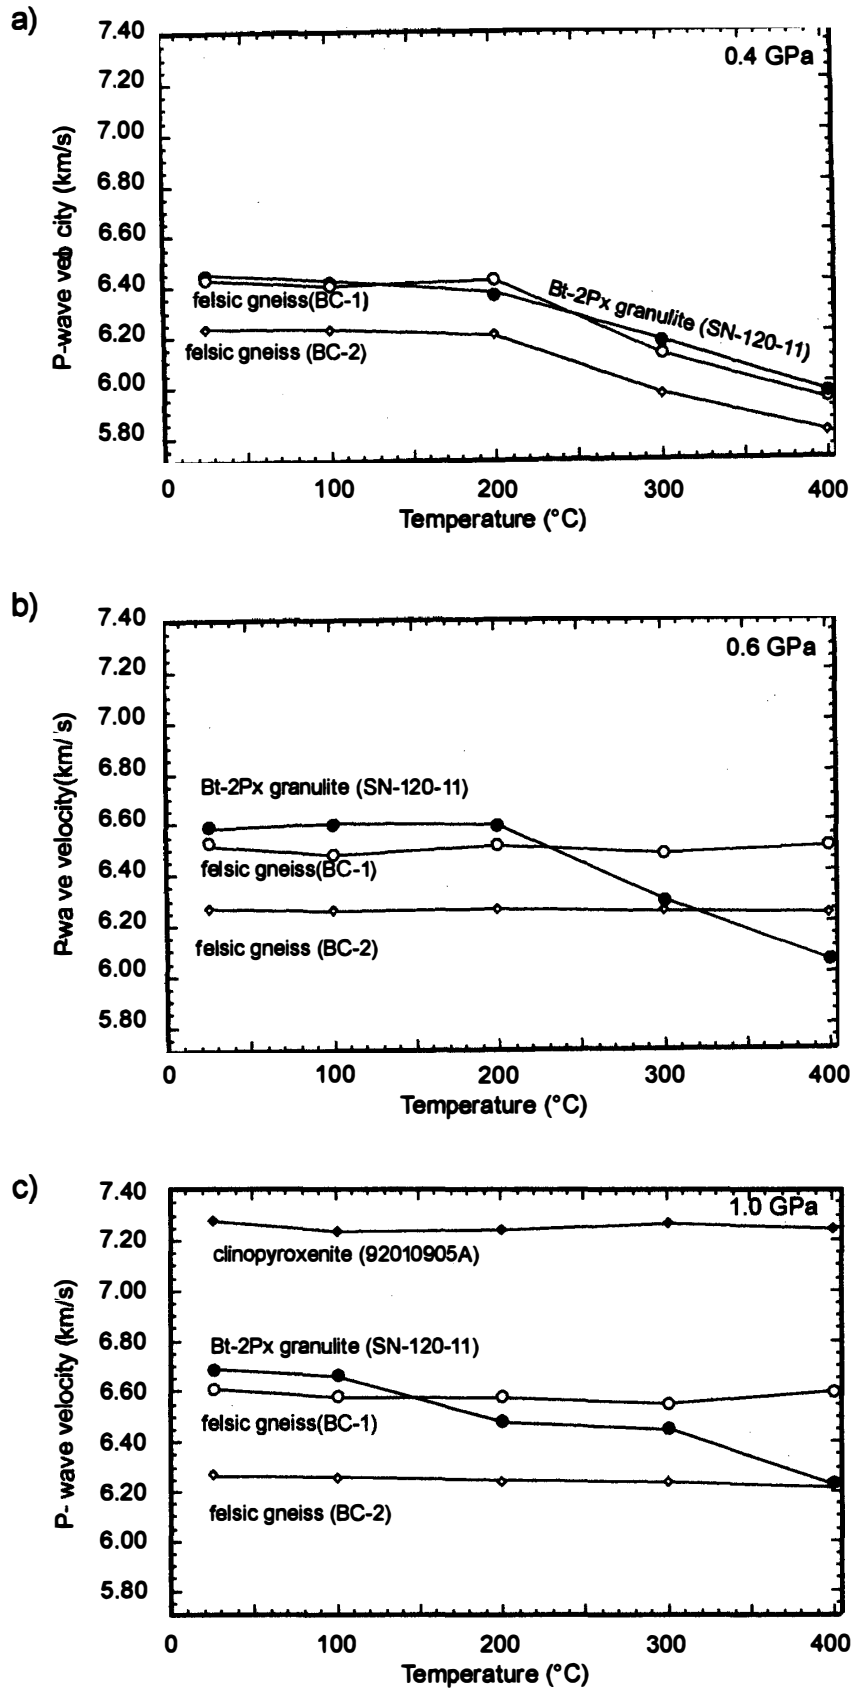 a)
7.40
0.4 GPa
7.20
7.00
6.80
6.60
6.40
6.20
6.00
5.80
P-wave velo city (km/s)
felsic gneiss(BC-1)
Bt-2Px granulite (SN-120-11)
felsic gneiss (BC-2)
0 100 200 300 400
Temperature (°C)
b)
7.40
0.6 GPa
7.20
7.00
6.80
6.60
6.40
6.20
6.00
5.80
P-wa ve velocity(km/s)
Bt-2Px granulite (SN-120-11)
felsic gneiss(BC-1)
felsic gneiss (BC-2)
0 100 200 300 400
Temperature (°C)
c)
7.40
1.0 GPa
7.20
7.00
6.80
6.60
6.40
6.20
6.00
5.80
P- wave velocity (km/s)
clinopyroxenite (92010905A)
Bt-2Px granulite (SN-120-11)
felsic gneiss(BC-1)
felsic gneiss (BC-2)
0 100 200 300 400
Temperature (°C)